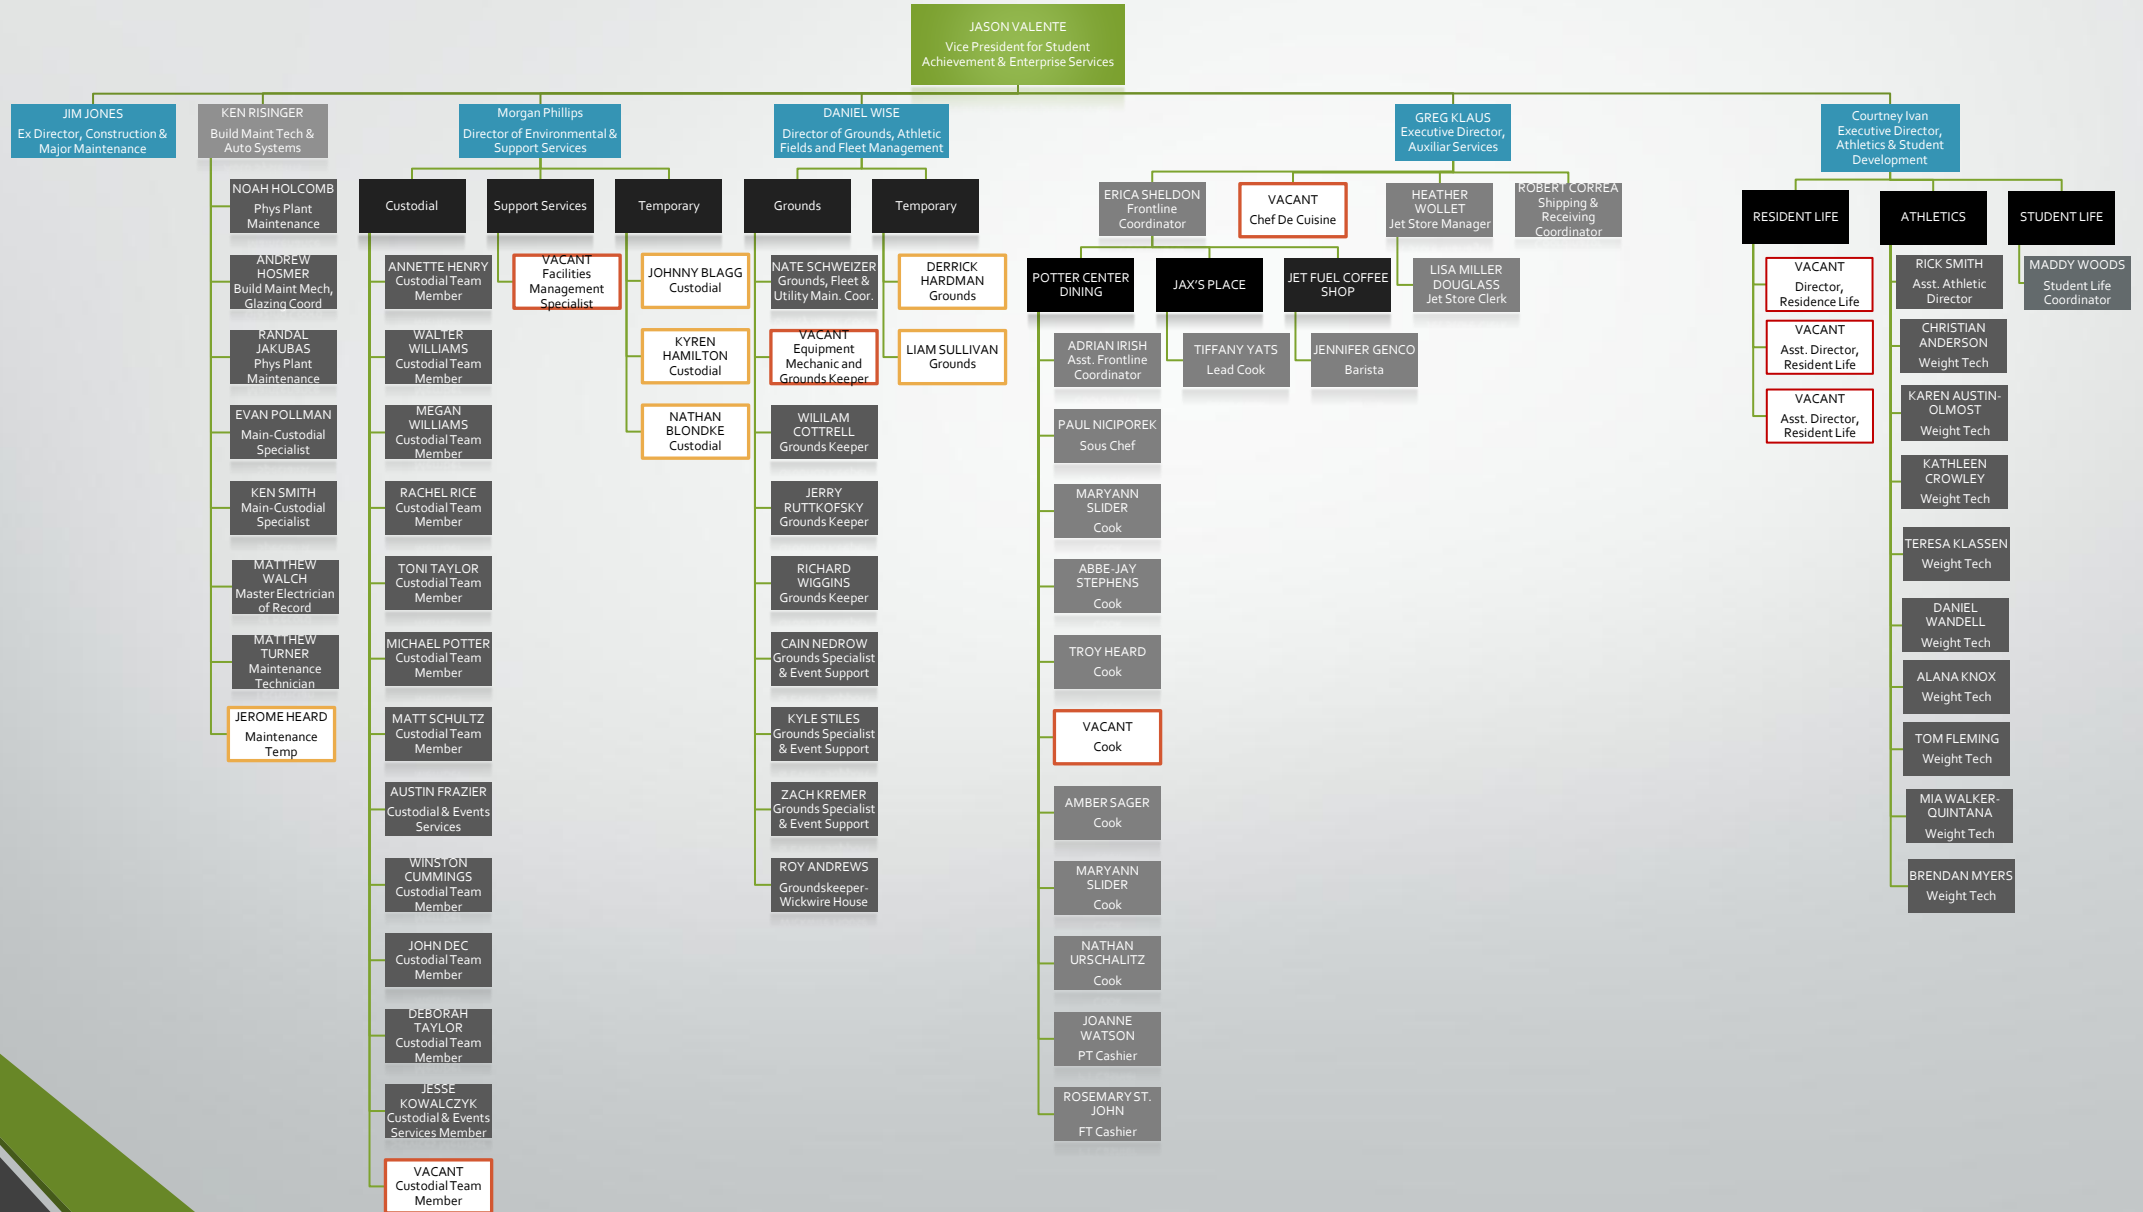 JASON VALENTE
Vice President for Student
Achievement & Enterprise Services
JIM JONES
Ex Director, Construction &
Major Maintenance
KEN RISINGER
Build Maint Tech &
Auto Systems
NOAH HOLCOMB
Phys Plant
Maintenance
ANDREW
HOSMER
Build Maint Mech,
Glazing Coord
RANDAL
JAKUBAS
Phys Plant
Maintenance
EVAN POLLMAN
Main-Custodial
Specialist
KEN SMITH
Main-Custodial
Specialist
MATTHEW
WALCH
Master Electrician
of Record
MATTHEW
TURNER
Maintenance
Technician
JEROME HEARD
Maintenance
Temp
Morgan Phillips
Director of Environmental &
Support Services
Custodial
ANNETTE HENRY
Custodial Team
Member
WALTER
WILLIAMS
Custodial Team
Member
MEGAN
WILLIAMS
Custodial Team
Member
RACHEL RICE
Custodial Team
Member
TONI TAYLOR
Custodial Team
Member
MICHAEL POTTER
Custodial Team
Member
MATT SCHULTZ
Custodial Team
Member
AUSTIN FRAZIER
Custodial & Events
Services
WINSTON
CUMMINGS
Custodial Team
Member
JOHN DEC
Custodial Team
Member
DEBORAH
TAYLOR
Custodial Team
Member
JESSE
KOWALCZYK
Custodial & Events
Services Member
VACANT
Custodial Team
Member
Support Services
VACANT
Facilities
Management
Specialist
Temporary
JOHNNY BLAGG
Custodial
KYREN
HAMILTON
Custodial
NATHAN
BLONDKE
Custodial
DANIEL WISE
Director of Grounds, Athletic
Fields and Fleet Management
Grounds
NATE SCHWEIZER
Grounds, Fleet &
Utility Main. Coor.
VACANT
Equipment
Mechanic and
Grounds Keeper
WILILAM
COTTRELL
Grounds Keeper
JERRY
RUTTKOFSKY
Grounds Keeper
RICHARD
WIGGINS
Grounds Keeper
CAIN NEDROW
Grounds Specialist
& Event Support
KYLE STILES
Grounds Specialist
& Event Support
ZACH KREMER
Grounds Specialist
& Event Support
ROY ANDREWS
Groundskeeper-
Wickwire House
Temporary
DERRICK
HARDMAN
Grounds
LIAM SULLIVAN
Grounds
GREG KLAUS
Executive Director,
Auxiliar Services
ERICA SHELDON
Frontline
Coordinator
POTTER CENTER
DINING
ADRIAN IRISH
Asst. Frontline
Coordinator
PAUL NICIPOREK
Sous Chef
MARYANN
SLIDER
Cook
ABBE-JAY
STEPHENS
Cook
TROY HEARD
Cook
VACANT
Cook
AMBER SAGER
Cook
MARYANN
SLIDER
Cook
NATHAN
URSCHALITZ
Cook
JOANNE
WATSON
PT Cashier
ROSEMARY ST.
JOHN
FT Cashier
JAX'S PLACE
TIFFANY YATS
Lead Cook
JET FUEL COFFEE
SHOP
JENNIFER GENCO
Barista
VACANT
Chef De Cuisine
HEATHER
WOLLET
Jet Store Manager
LISA MILLER
DOUGLASS
Jet Store Clerk
ROBERT CORREA
Shipping &
Receiving
Coordinator
Courtney Ivan
Executive Director,
Athletics & Student
Development
RESIDENT LIFE
VACANT
Director,
Residence Life
VACANT
Asst. Director,
Resident Life
VACANT
Asst. Director,
Resident Life
ATHLETICS
RICK SMITH
Asst. Athletic
Director
CHRISTIAN
ANDERSON
Weight Tech
KAREN AUSTIN-
OLMOST
Weight Tech
KATHLEEN
CROWLEY
Weight Tech
TERESA KLASSEN
Weight Tech
DANIEL
WANDELL
Weight Tech
ALANA KNOX
Weight Tech
TOM FLEMING
Weight Tech
MIA WALKER-
QUINTANA
Weight Tech
BRENDAN MYERS
Weight Tech
STUDENT LIFE
MADDY WOODS
Student Life
Coordinator